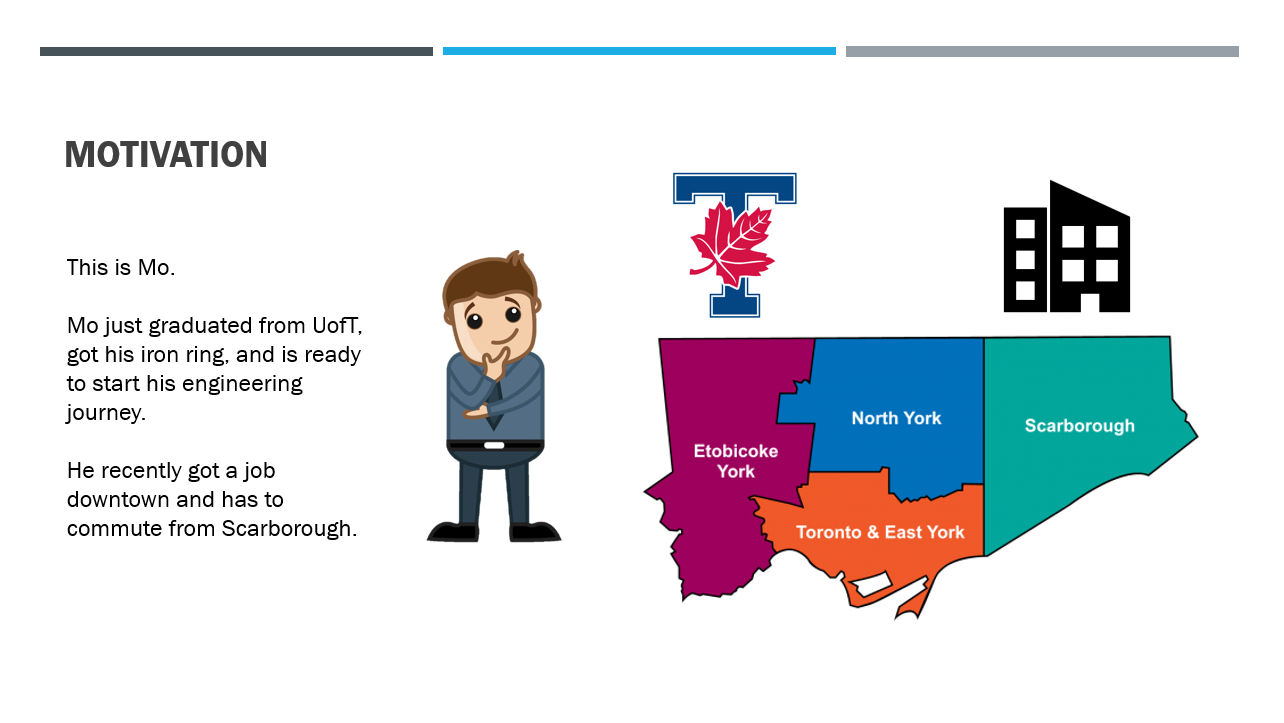 MOTIVATION
This is Mo.
Mo just graduated from UofT,
got his iron ring, and is ready
to start his engineering
journey.
He recently got a job
downtown and has to
commute from Scarborough.
T
Etobicoke
York
North York
Scarborough
Toronto & East York